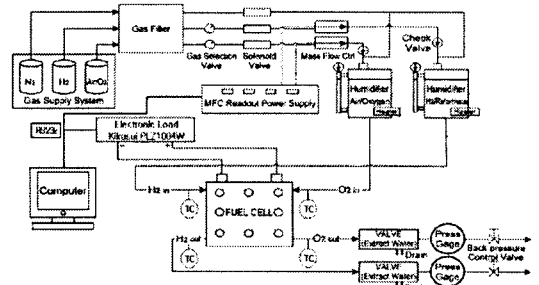 Gas Filter
N₂
H₂
Air/O₂
Gas Supply System
Gas Selection
Valve
Solenoid
Valve
Mass Flow Ctrl
Check
Valve
MFC Readout Power Supply
Humidifier
Air/Oxygen
Heater
Humidifier
Heater
Electronic Load
Kikusui PLZ1004W
Computer
H₂ in
O₂ in
TC
TC
FUEL CELL
H₂ out
O₂ out
TC
TC
VALVE
(Extract Water)
Drain
Press
Gage
Back pressure
Control Valve
VALVE
(Extract Water)
Press
Gage